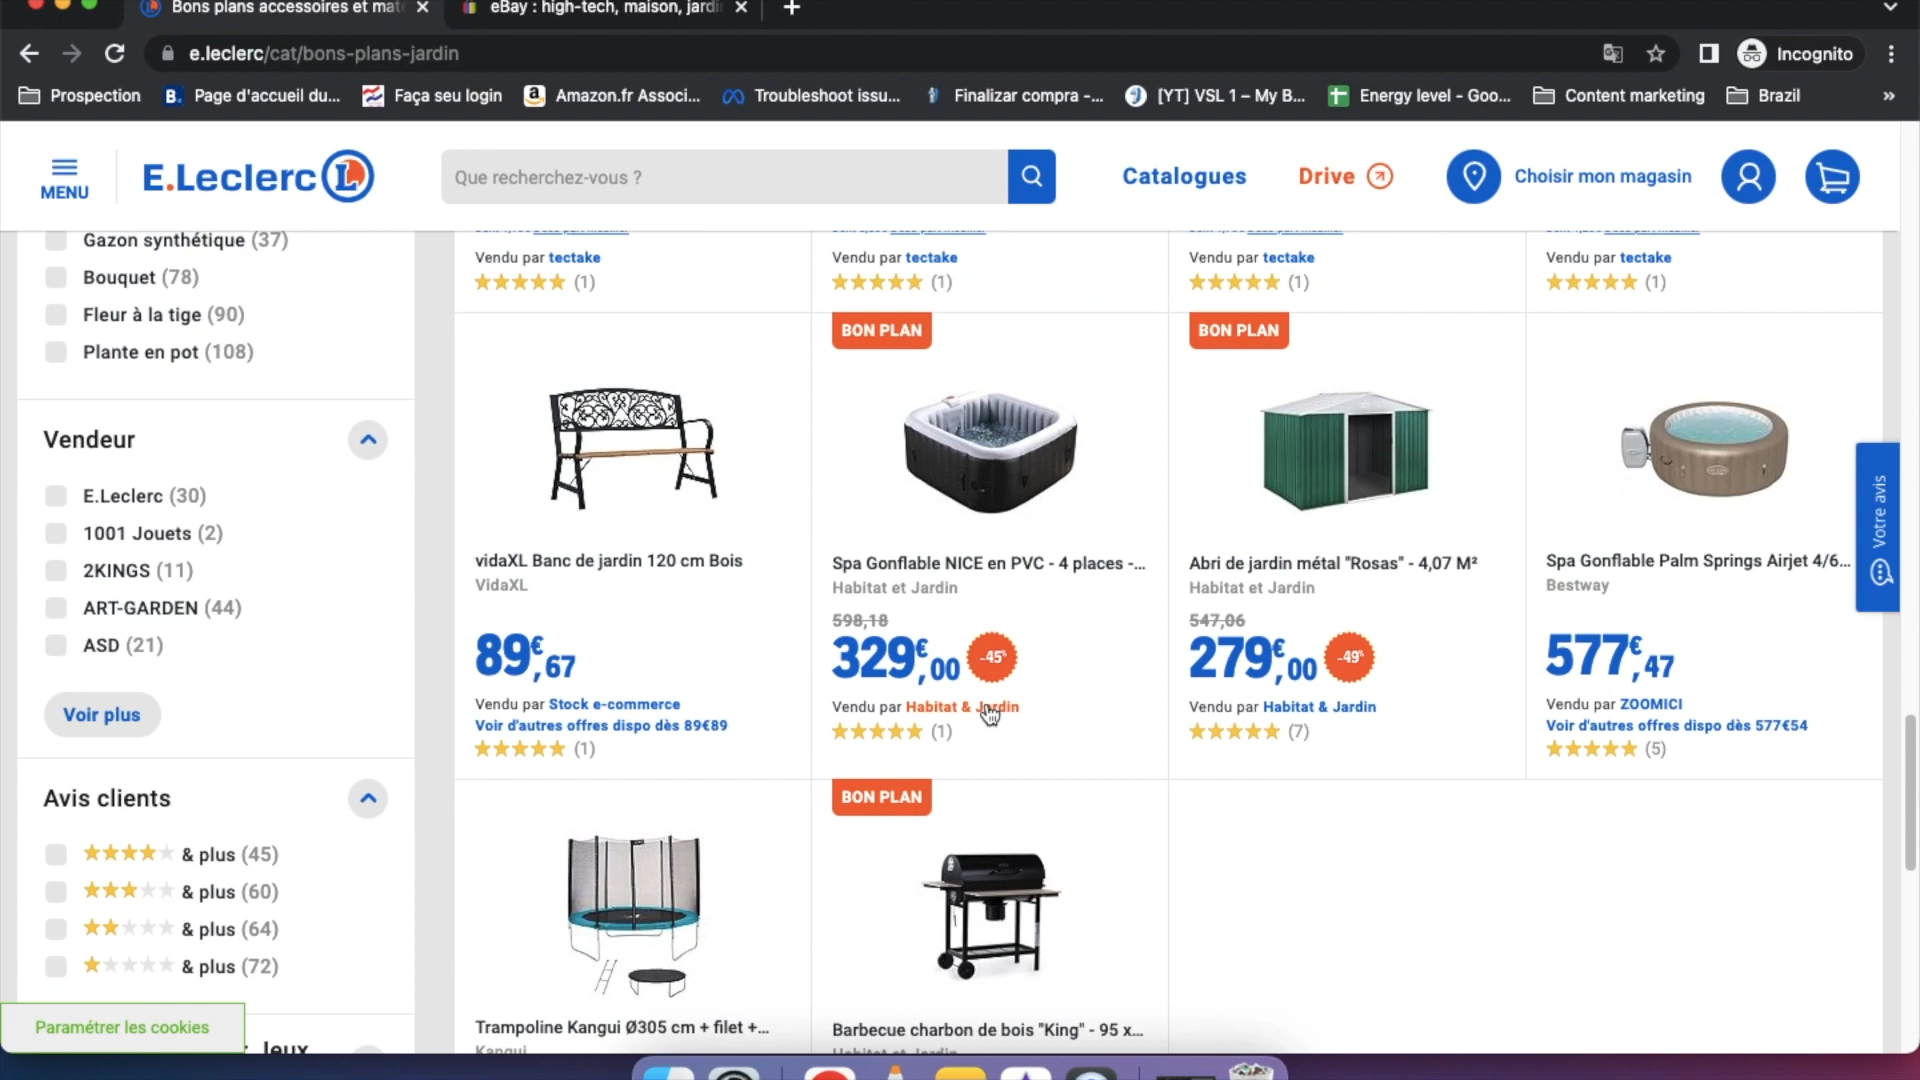 Bons plans accessoires et mat
eBay : high-tech, maison, jardi
e.leclerc/cat/bons-plans-jardin
Incognito
Prospection
Page d'accueil du...
Faça seu login
Amazon.fr Associ...
Troubleshoot issu...
Finalizar compra -...
[YT] VSL 1 – My B...
Energy level - Goo...
Content marketing
Brazil
»
MENU
E.Leclerc L
Que recherchez-vous ?
Catalogues
Drive
Choisir mon magasin
Gazon synthétique (37)
Bouquet (78)
Fleur à la tige (90)
Plante en pot (108)
Vendeur
E.Leclerc (30)
1001 Jouets (2)
2KINGS (11)
ART-GARDEN (44)
ASD (21)
Voir plus
Avis clients
& plus (45)
& plus (60)
& plus (64)
& plus (72)
Paramétrer les cookies
Vendu par tectake
(1)
Vendu par tectake
(1)
Vendu par tectake
(1)
Vendu par tectake
(1)
vidaXL Banc de jardin 120 cm Bois
VidaXL
89€,67
Vendu par Stock e-commerce
Voir d'autres offres dispo dès 89€89
(1)
BON PLAN
Spa Gonflable NICE en PVC - 4 places -...
Habitat et Jardin
598,18
329€,00
-45%
Vendu par Habitat & Jardin
(1)
BON PLAN
Abri de jardin métal "Rosas" - 4,07 M²
Habitat et Jardin
547,06
279€,00
-49%
Vendu par Habitat & Jardin
(7)
Spa Gonflable Palm Springs Airjet 4/6...
Bestway
577€,47
Vendu par ZOOMICI
Voir d'autres offres dispo dès 577€54
(5)
Votre avis
Trampoline Kangui Ø305 cm + filet +...
Kangui
BON PLAN
Barbecue charbon de bois "King" - 95 x...
Habitat et Jardin